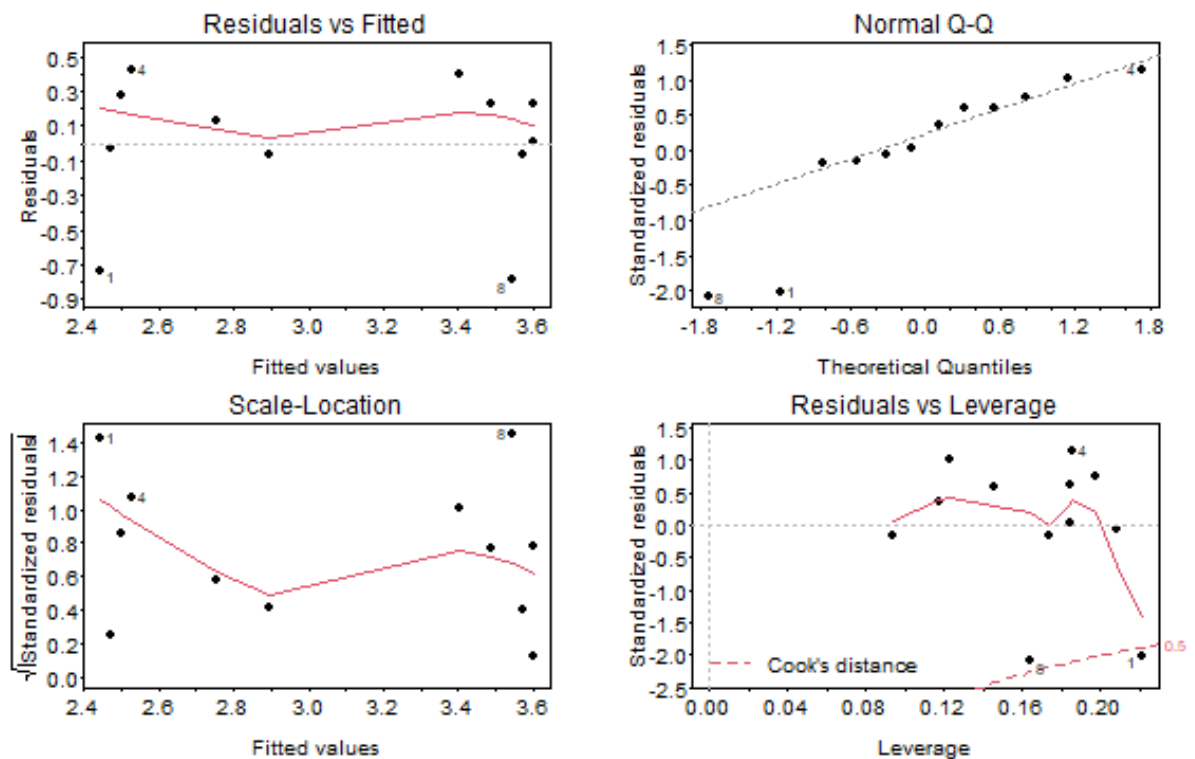 Residuals vs Fitted
Residuals
0.5
0.3
0.1
-0.1
-0.3
-0.5
-0.7
-0.9
4
1
8
2.4 2.6 2.8 3.0 3.2 3.4 3.6
Fitted values
Normal Q-Q
Standardized residuals
1.5
1.0
0.5
0.0
-0.5
-1.0
-1.5
-2.0
4
8
1
-1.8 -1.2 -0.6 0.0 0.6 1.2 1.8
Theoretical Quantiles
Scale-Location
√|Standardized residuals|
1.4
1.2
1.0
0.8
0.6
0.4
0.2
0.0
1
4
8
2.4 2.6 2.8 3.0 3.2 3.4 3.6
Fitted values
Residuals vs Leverage
Standardized residuals
1.5
1.0
0.5
0.0
-0.5
-1.0
-1.5
-2.0
-2.5
4
8
1
0.5
Cook's distance
0.00 0.04 0.08 0.12 0.16 0.20
Leverage